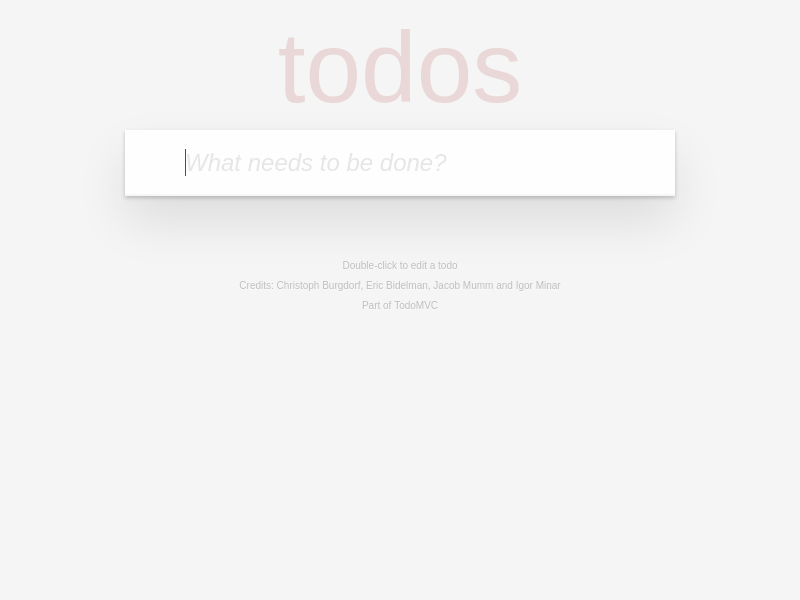 todos
What needs to be done?
Double-click to edit a todo
Credits: Christoph Burgdorf, Eric Bidelman, Jacob Mumm and Igor Minar
Part of TodoMVC